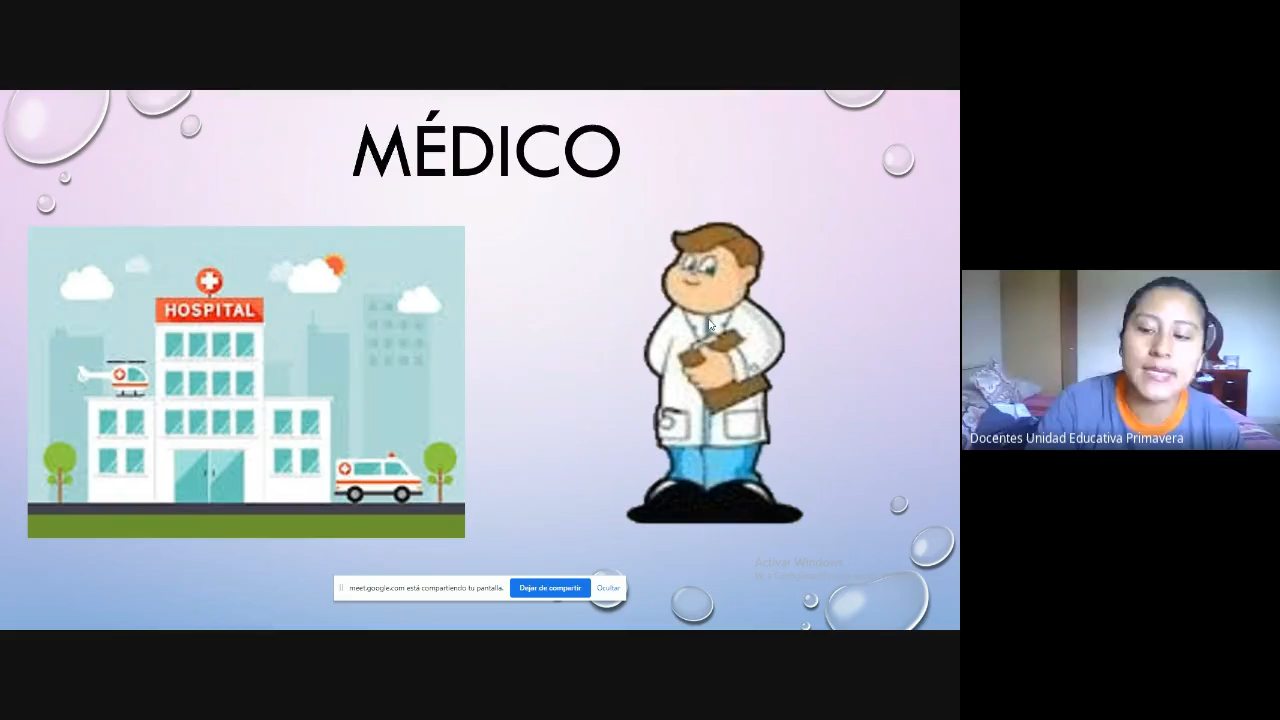 MÉDICO
HOSPITAL
Docentes Unidad Educativa Primavera
Activar Windows
meet.google.com está compartiendo tu pantalla.
Dejar de compartir
Ocultar